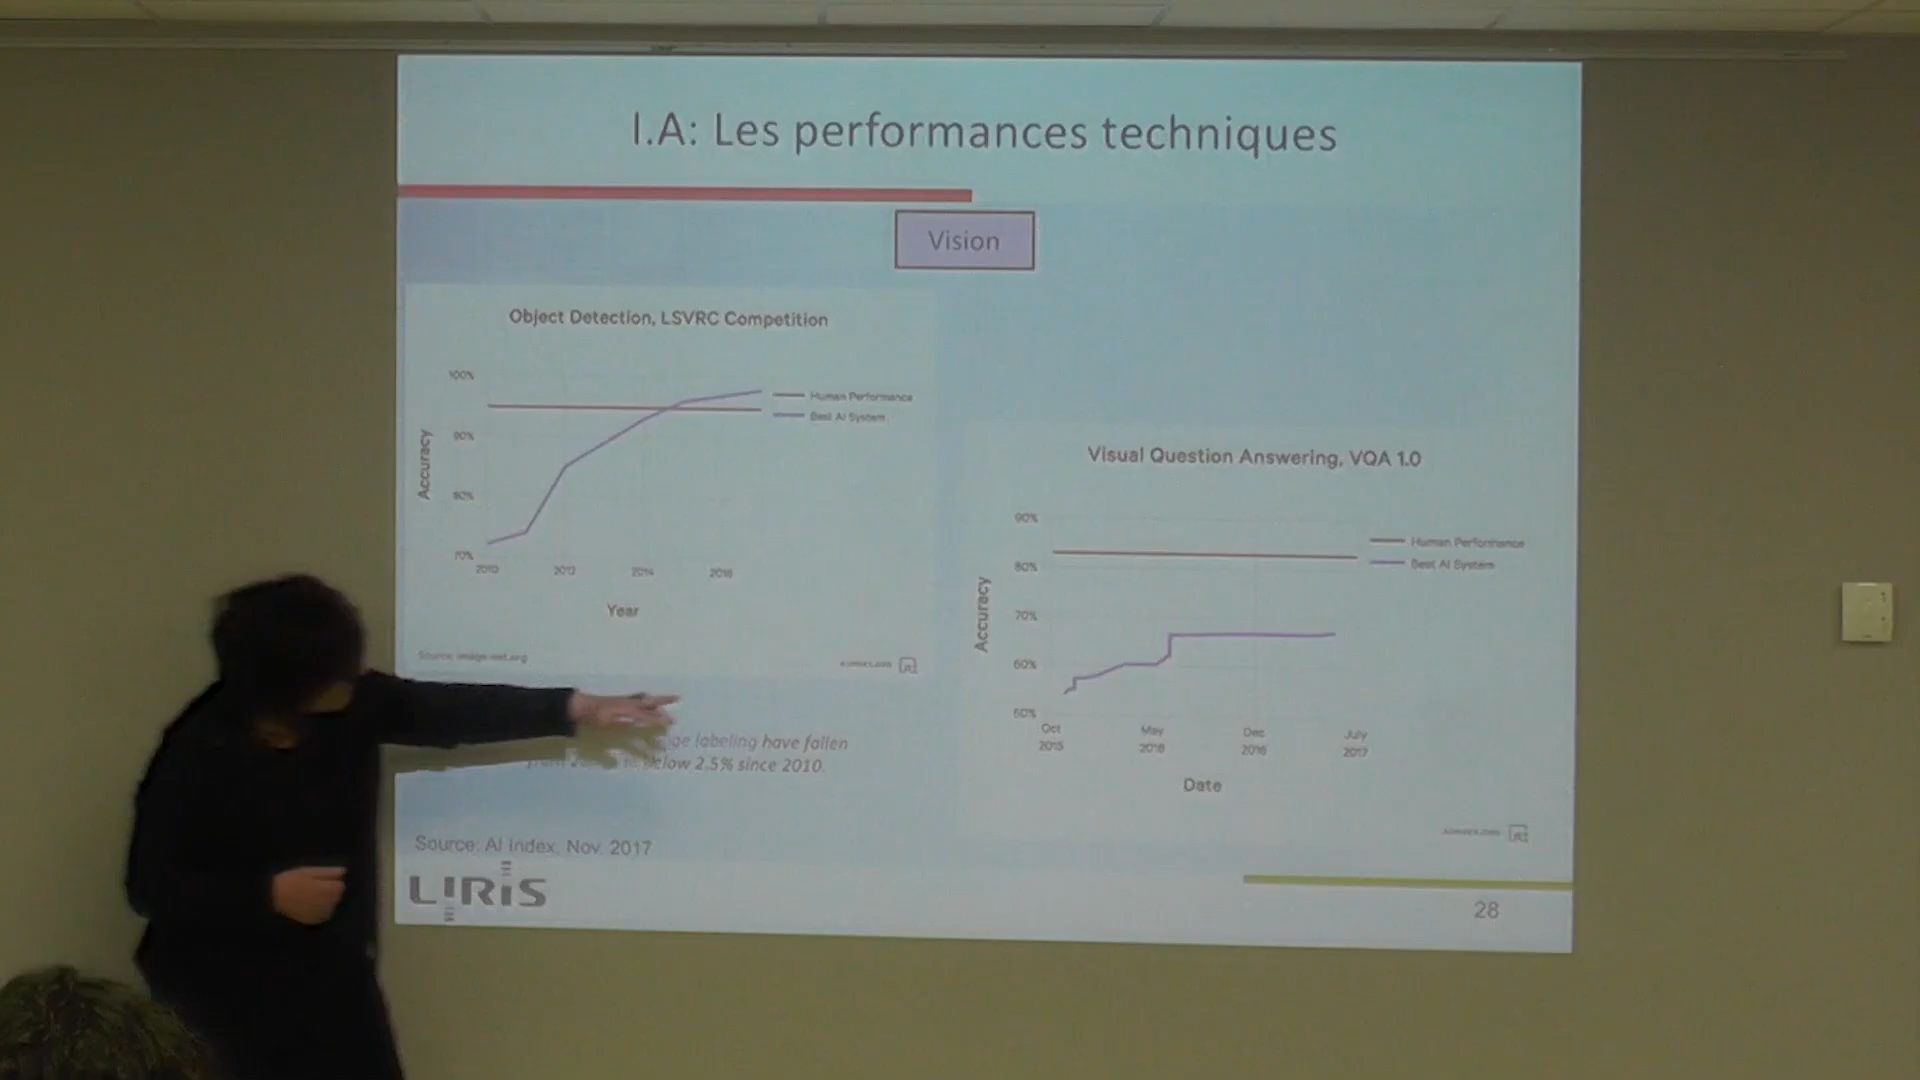 I.A: Les performances techniques
Vision
Object Detection, LSVRC Competition
100%
90%
80%
70%
Accuracy
2010
2012
2014
2016
Year
Human Performance
Best AI System
Source: image-net.org
labeling have fallen
below 2.5% since 2010.
Visual Question Answering, VQA 1.0
90%
80%
70%
60%
Accuracy
Oct
2015
May
2016
Dec
2016
July
2017
Date
Human Performance
Best AI System
Source: AI Index, Nov. 2017
LIRIS
28